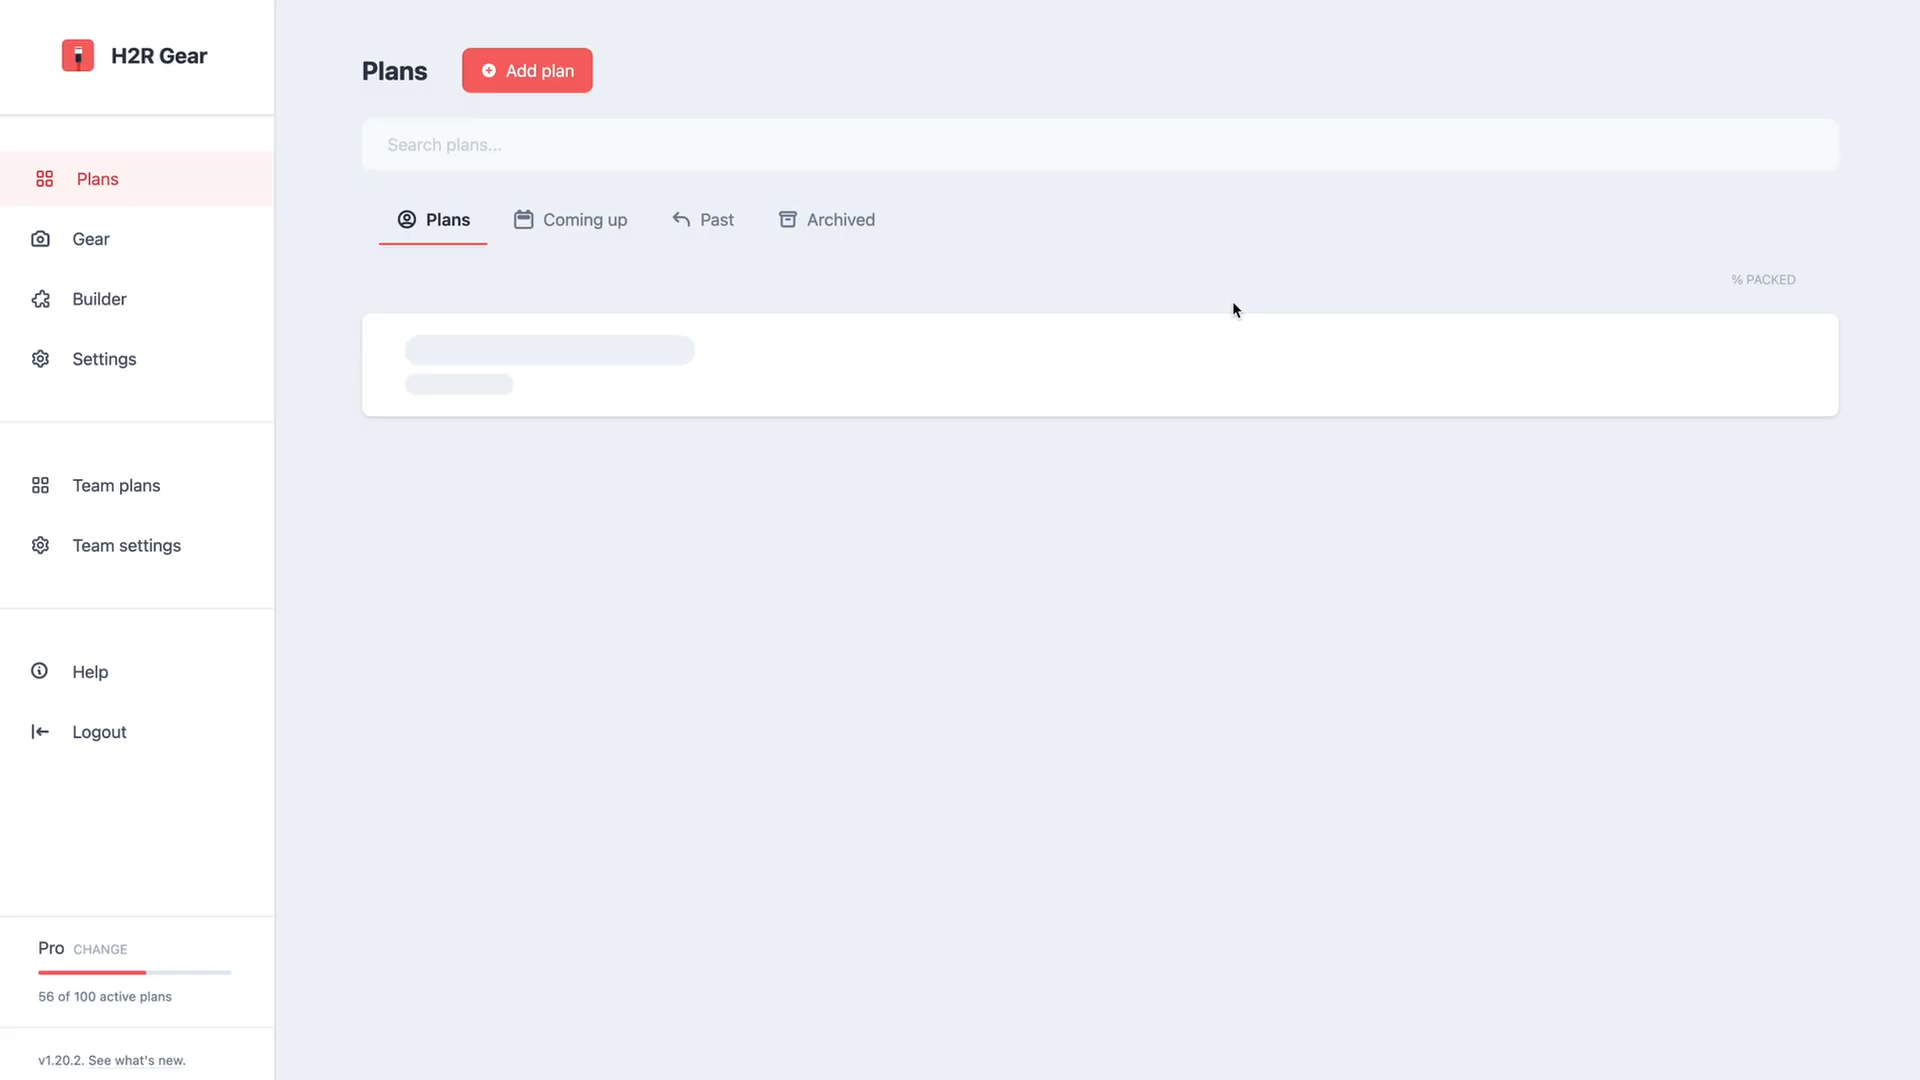 H2R Gear
Plans
Add plan
Search plans...
Plans
Coming up
Past
Archived
% PACKED
Plans
Gear
Builder
Settings
Team plans
Team settings
Help
Logout
Pro CHANGE
56 of 100 active plans
v1.20.2. See what's new.